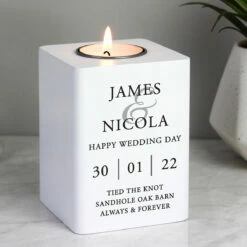 JAMES
&
NICOLA
HAPPY WEDDING DAY
30 | 01 | 22
TIED THE KNOT
SANDHOLE OAK BARN
ALWAYS & FOREVER